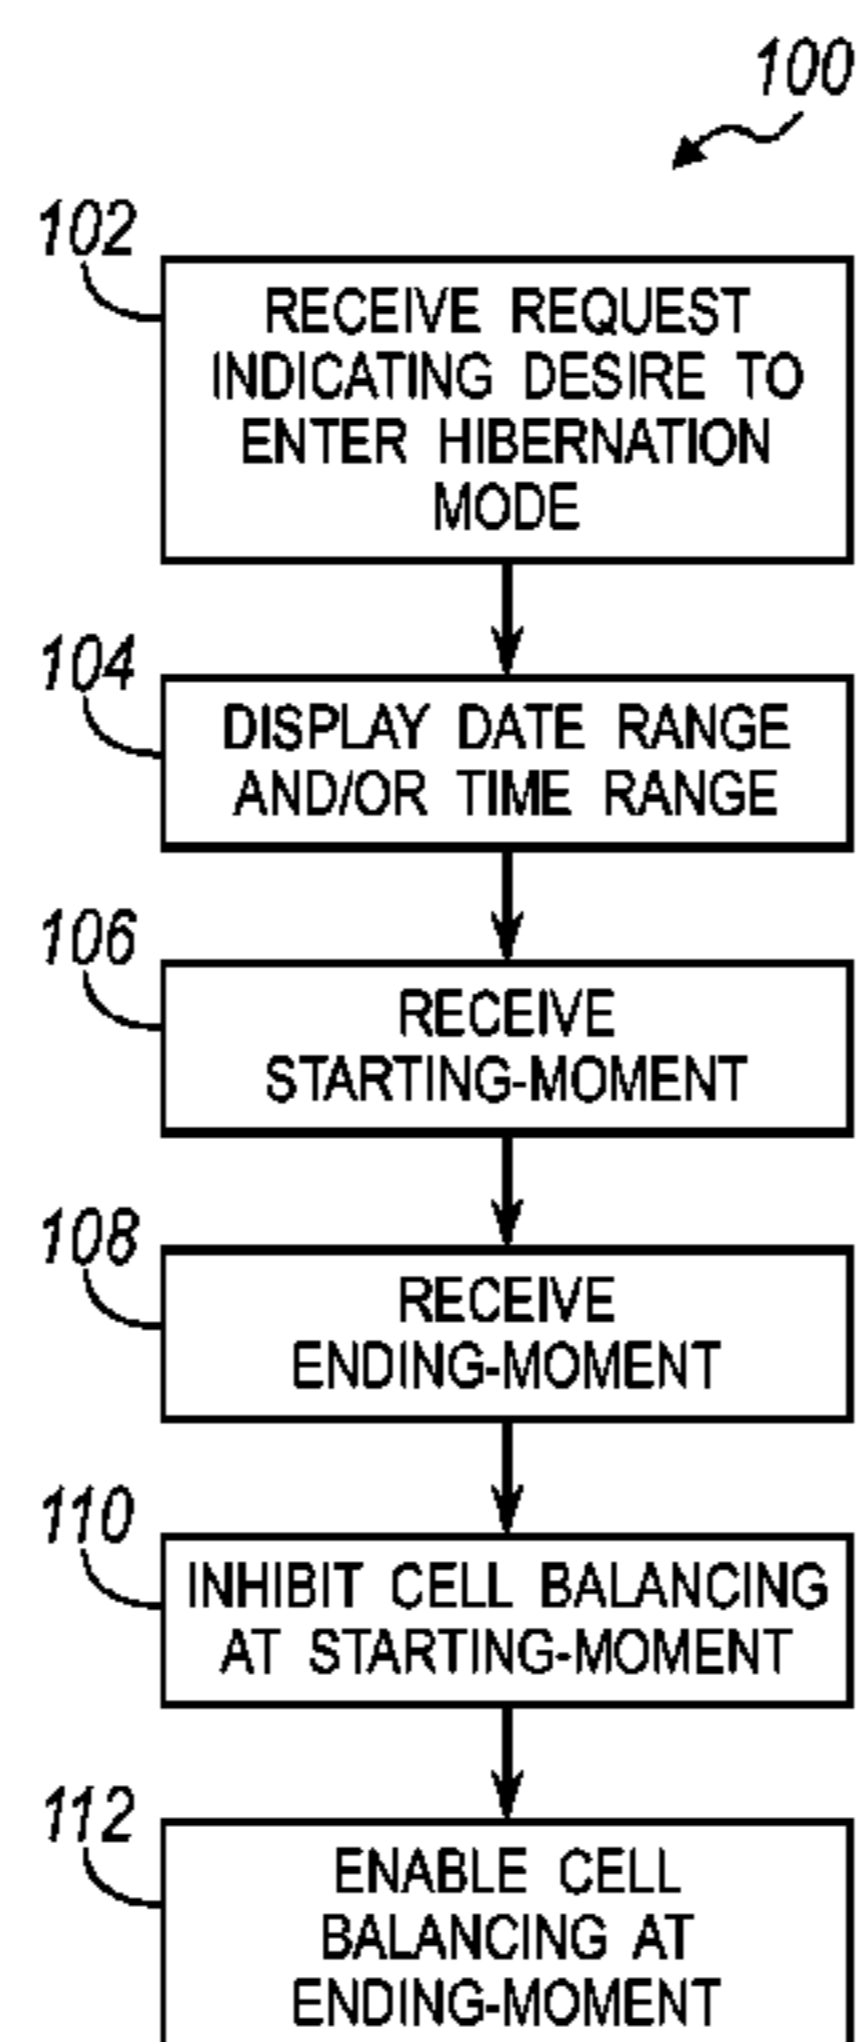 100
102
RECEIVE REQUEST
INDICATING DESIRE TO
ENTER HIBERNATION
MODE
104
DISPLAY DATE RANGE
AND/OR TIME RANGE
106
RECEIVE
STARTING-MOMENT
108
RECEIVE
ENDING-MOMENT
110
INHIBIT CELL BALANCING
AT STARTING-MOMENT
112
ENABLE CELL
BALANCING AT
ENDING-MOMENT